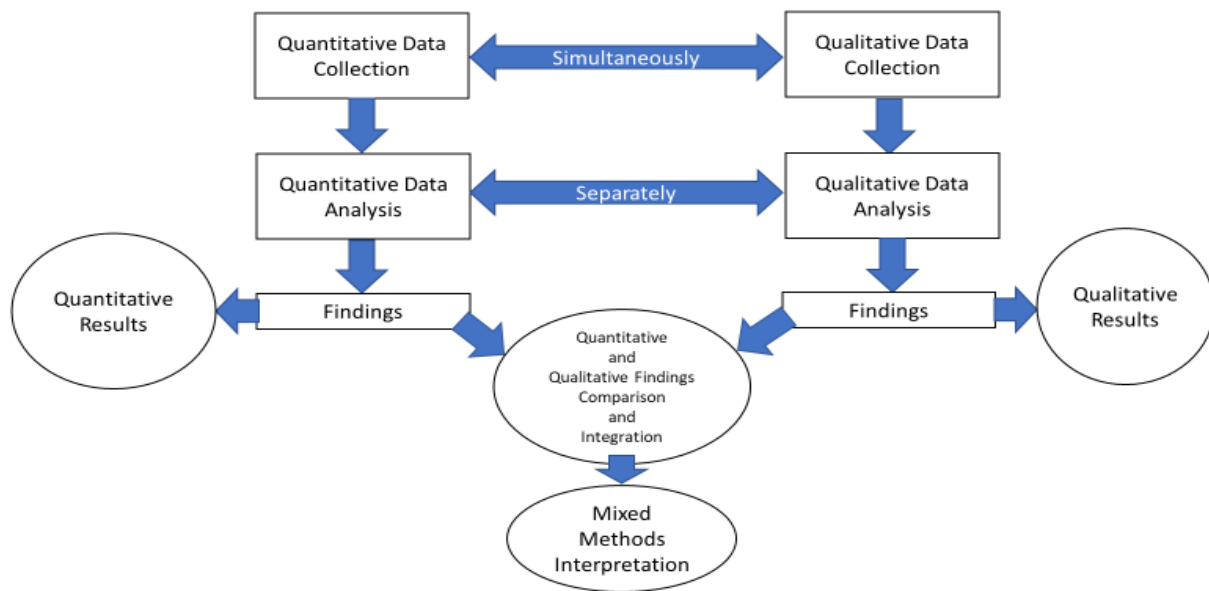 Quantitative Data
Collection
Simultaneously
Qualitative Data
Collection
Quantitative Data
Analysis
Separately
Qualitative Data
Analysis
Quantitative
Results
Findings
Findings
Qualitative
Results
Quantitative
and
Qualitative Findings
Comparison
and
Integration
Mixed
Methods
Interpretation